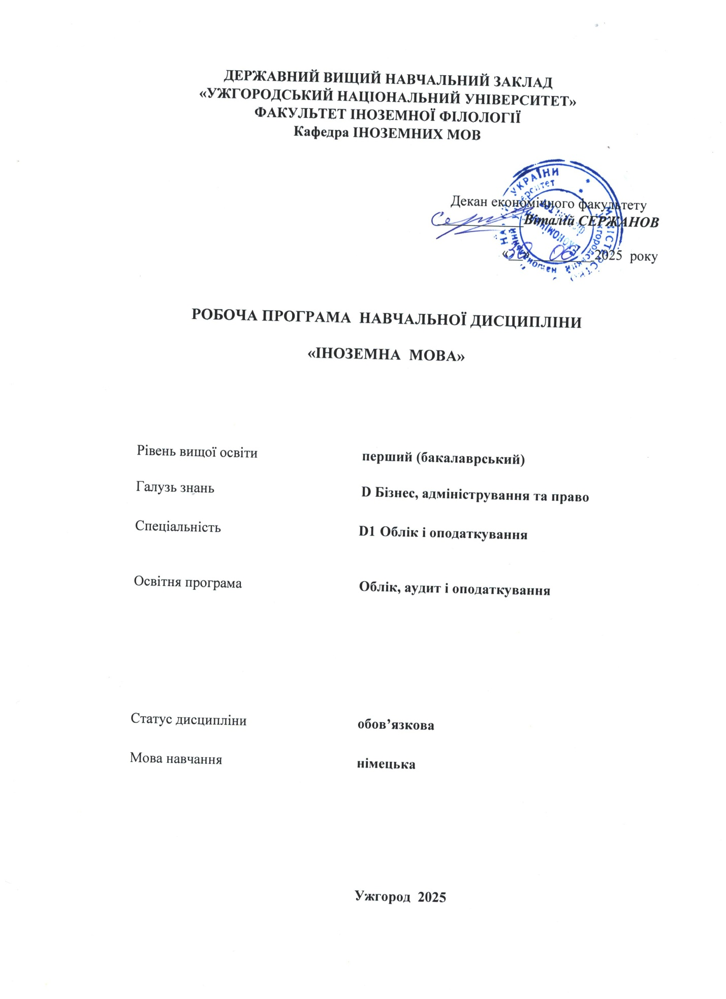 ДЕРЖАВНИЙ ВИЩИЙ НАВЧАЛЬНИЙ ЗАКЛАД
«УЖГОРОДСЬКИЙ НАЦІОНАЛЬНИЙ УНІВЕРСИТЕТ»
ФАКУЛЬТЕТ ІНОЗЕМНОЇ ФІЛОЛОГІЇ
Кафедра ІНОЗЕМНИХ МОВ
Декан економічного факультету
Віталій СЕРЖАНОВ
«30» 06 2025 року
РОБОЧА ПРОГРАМА НАВЧАЛЬНОЇ ДИСЦИПЛІНИ
«ІНОЗЕМНА МОВА»
Рівень вищої освіти перший (бакалаврський)
Галузь знань D Бізнес, адміністрування та право
Спеціальність D1 Облік і оподаткування
Освітня програма Облік, аудит і оподаткування
Статус дисципліни обов’язкова
Мова навчання німецька
Ужгород 2025